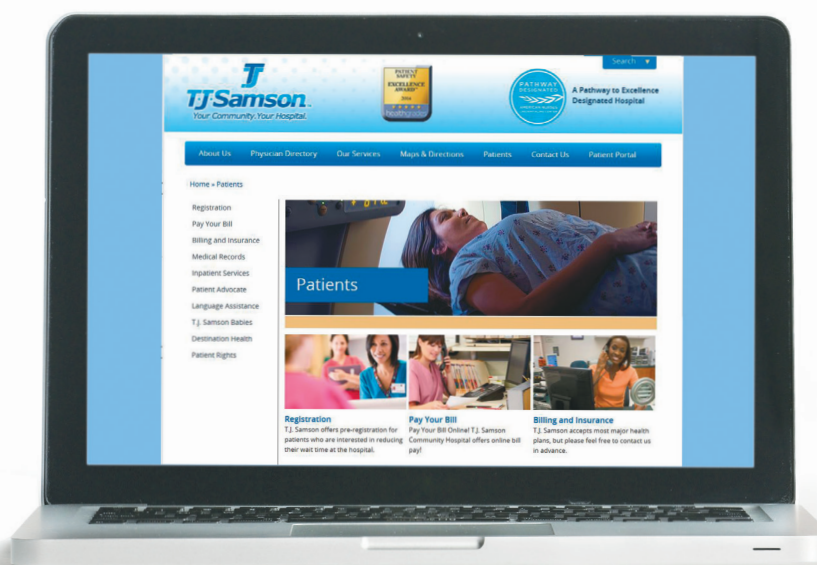 Search
T
TJSamson
Your Community. Your Hospital.
PATIENT
SAFETY
EXCELLENCE
AWARD
healthgrades
PATHWAY
DESIGNATED
A Pathway to Excellence
Designated Hospital
About Us Physician Directory Our Services Maps & Directions Patients Contact Us Patient Portal
Home » Patients
Registration
Pay Your Bill
Billing and Insurance
Medical Records
Inpatient Services
Patient Advocate
Language Assistance
T.J. Samson Babies
Destination Health
Patient Rights
Patients
Registration
T.J. Samson offers pre-registration for
patients who are interested in reducing
their wait time at the hospital.
Pay Your Bill
Pay Your Bill Online! T.J. Samson
Community Hospital offers online bill
pay!
Billing and Insurance
T.J. Samson accepts most major health
plans, but please feel free to contact us
in advance.